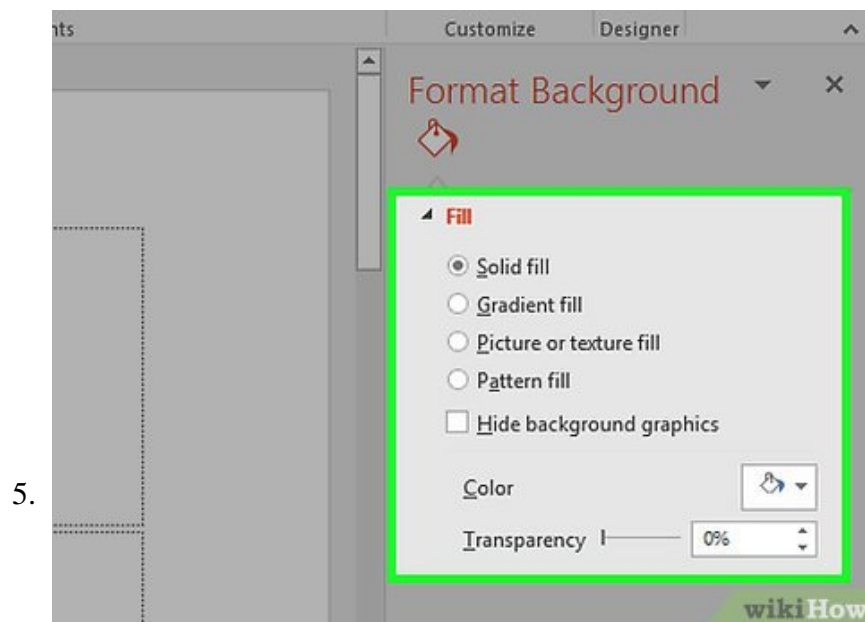 Customize Designer
Format Background
Fill
Solid fill
Gradient fill
Picture or texture fill
Pattern fill
Hide background graphics
5.
Color
Transparency 0%
wikiHow